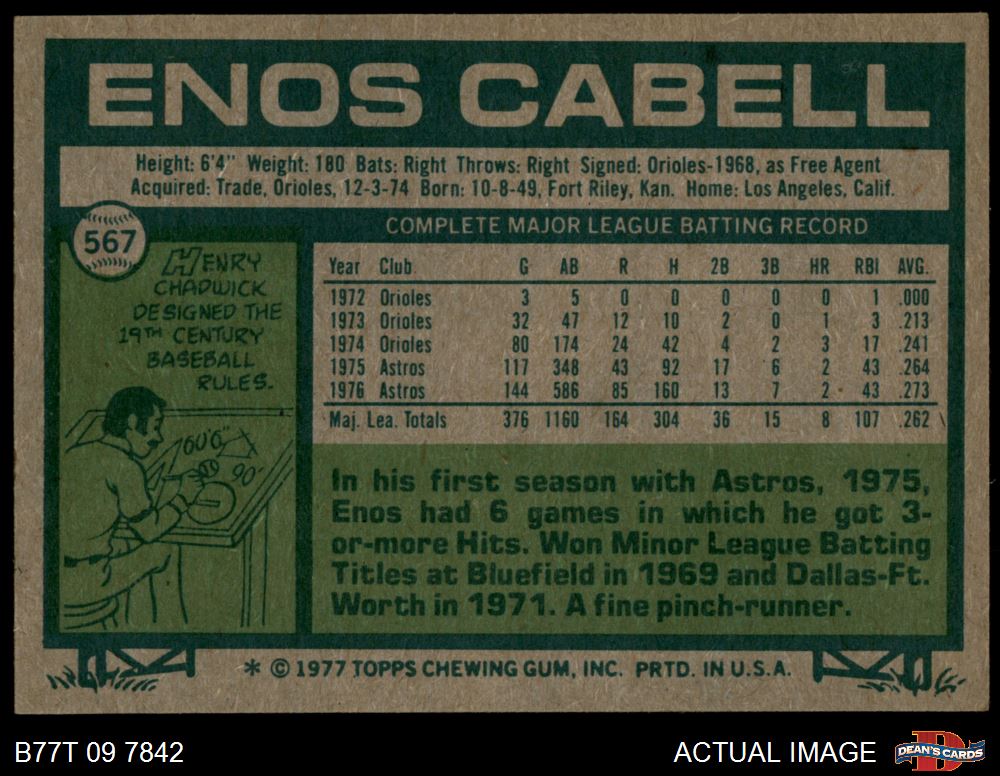 ENOS CABELL
Height: 6'4" Weight: 180 Bats: Right Throws: Right Signed: Orioles-1968, as Free Agent
Acquired: Trade, Orioles, 12-3-74 Born: 10-8-49, Fort Riley, Kan. Home: Los Angeles, Calif.
567
HENRY
CHADWICK
DESIGNED THE
19TH CENTURY
BASEBALL
RULES.
60'6"
90'
COMPLETE MAJOR LEAGUE BATTING RECORD
Year Club G AB R H 2B 3B HR RBI AVG.
1972 Orioles 3 5 0 0 0 0 0 1 .000
1973 Orioles 32 47 12 10 2 0 1 3 .213
1974 Orioles 80 174 24 42 4 2 3 17 .241
1975 Astros 117 348 43 92 17 6 2 43 .264
1976 Astros 144 586 85 160 13 7 2 43 .273
Maj. Lea. Totals 376 1160 164 304 36 15 8 107 .262
In his first season with Astros, 1975,
Enos had 6 games in which he got 3-
or-more Hits. Won Minor League Batting
Titles at Bluefield in 1969 and Dallas-Ft.
Worth in 1971. A fine pinch-runner.
* © 1977 TOPPS CHEWING GUM, INC. PRTD. IN U.S.A.
B77T 09 7842
ACTUAL IMAGE
DEAN'S CARDS